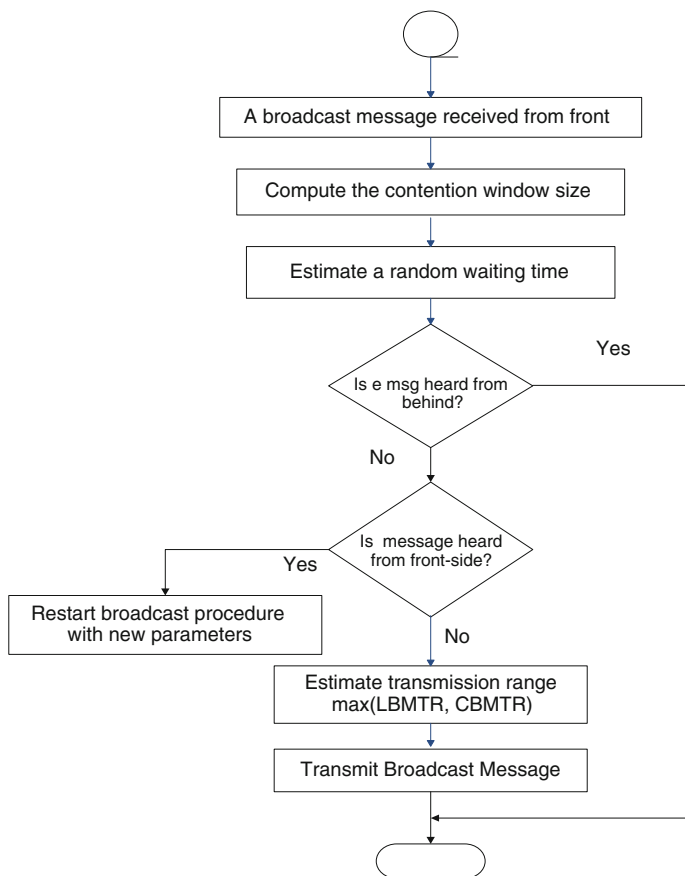 A broadcast message received from front
Compute the contention window size
Estimate a random waiting time
Yes
Is e msg heard from
behind?
No
Is message heard
from front-side?
Yes
Restart broadcast procedure
with new parameters
No
Estimate transmission range
max(LBMTR, CBMTR)
Transmit Broadcast Message